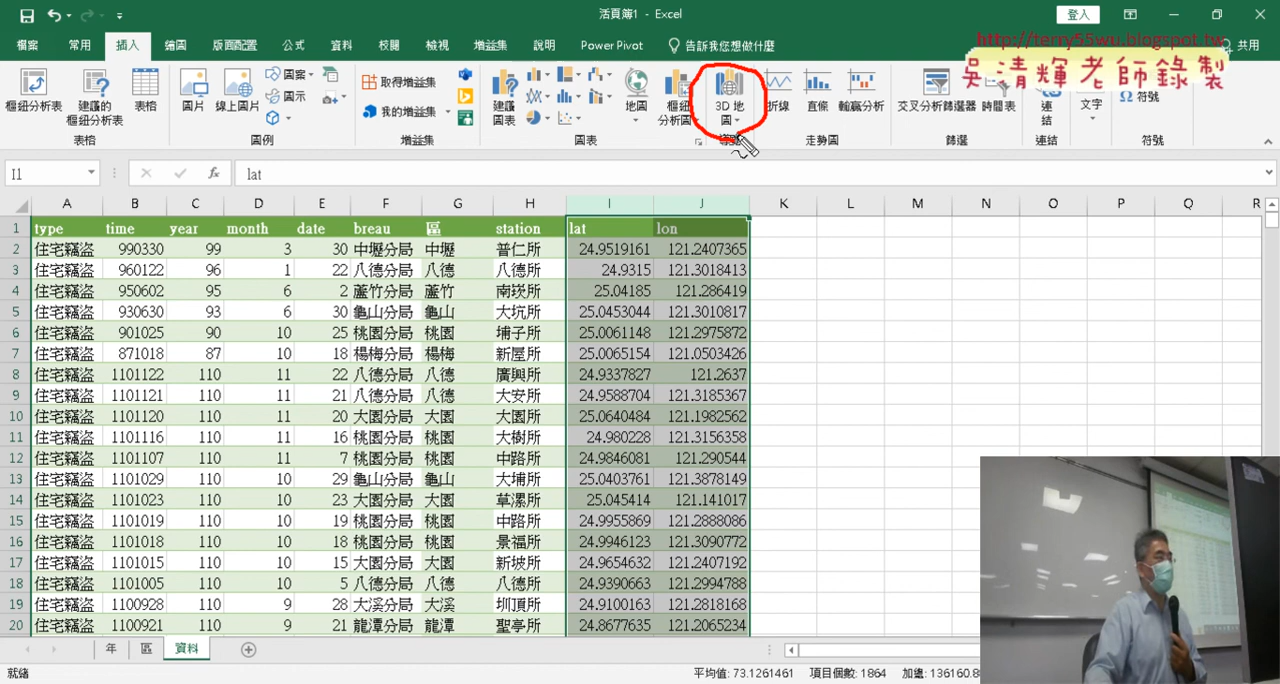 活頁簿1 - Excel
登入
http://terry55wu.blogspot.tw
吳清輝老師錄製
檔案 常用 插入 繪圖 版面配置 公式 資料 校閱 檢視 增益集 說明 Power Pivot 告訴我您想做什麼 共用
樞紐分析表 建議的樞紐分析表 表格 圖片 線上圖片 圖案 圖示 取得增益集 我的增益集 建議圖表 地圖 樞紐分析圖 3D 地圖 折線 直條 輸贏分析 交叉分析篩選器 時間表 連結 文字 符號
表格 圖例 增益集 圖表 走勢圖 篩選 連結 符號
I1 fx lat
A B C D E F G H I J K L M N O P Q R
1 type time year month date breau 區 station lat lon
2 住宅竊盜 990330 99 3 30 中壢分局 中壢 普仁所 24.9519161 121.2407365
3 住宅竊盜 960122 96 1 22 八德分局 八德 八德所 24.9315 121.3018413
4 住宅竊盜 950602 95 6 2 蘆竹分局 蘆竹 南崁所 25.04185 121.286419
5 住宅竊盜 930630 93 6 30 龜山分局 龜山 大坑所 25.0453044 121.3010817
6 住宅竊盜 901025 90 10 25 桃園分局 桃園 埔子所 25.0061148 121.2975872
7 住宅竊盜 871018 87 10 18 楊梅分局 楊梅 新屋所 25.0065154 121.0503426
8 住宅竊盜 1101122 110 11 22 八德分局 八德 廣興所 24.9337827 121.2637
9 住宅竊盜 1101121 110 11 21 八德分局 八德 大安所 24.9588704 121.3185367
10 住宅竊盜 1101120 110 11 20 大園分局 大園 大園所 25.0640484 121.1982562
11 住宅竊盜 1101116 110 11 16 桃園分局 桃園 大樹所 24.980228 121.3156358
12 住宅竊盜 1101107 110 11 7 桃園分局 桃園 中路所 24.9846081 121.290544
13 住宅竊盜 1101029 110 10 29 龜山分局 龜山 大埔所 25.0403761 121.3878149
14 住宅竊盜 1101023 110 10 23 大園分局 大園 草漯所 25.045414 121.141017
15 住宅竊盜 1101019 110 10 19 桃園分局 桃園 中路所 24.9955869 121.2888086
16 住宅竊盜 1101018 110 10 18 桃園分局 桃園 景福所 24.9946123 121.3090772
17 住宅竊盜 1101015 110 10 15 大園分局 大園 新坡所 24.9654632 121.2407192
18 住宅竊盜 1101005 110 10 5 八德分局 八德 八德所 24.9390663 121.2994788
19 住宅竊盜 1100928 110 9 28 大溪分局 大溪 圳頂所 24.9100163 121.2818168
20 住宅竊盜 1100921 110 9 21 龍潭分局 龍潭 聖亭所 24.8677635 121.2065234
年 區 資料
就緒 平均值: 73.1261461 項目個數: 1864 加總: 136160.8